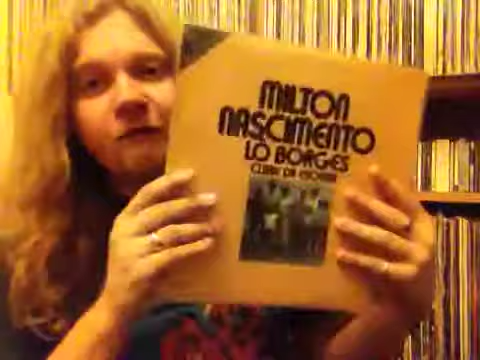 MILTON
NASCIMENTO
LO BORGES
CLUBE DA ESQUINA